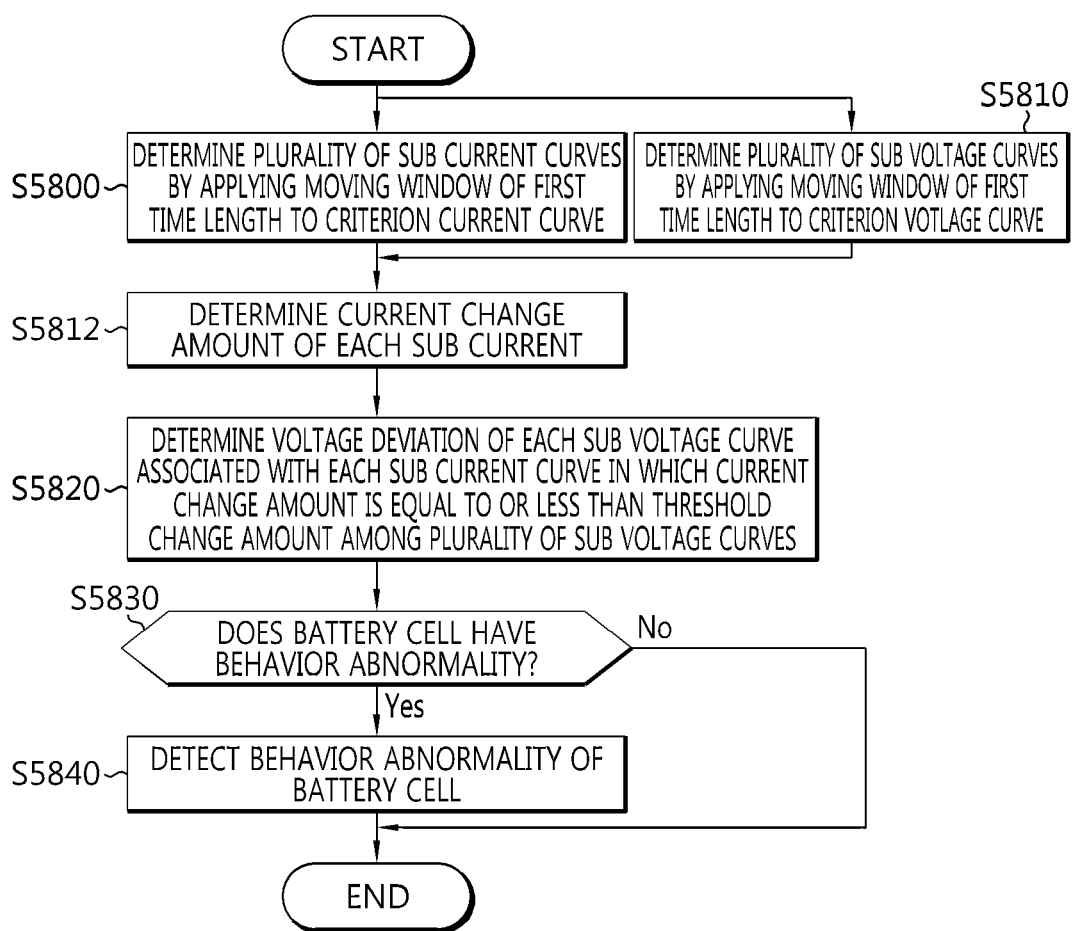 START
S5810
S5800
DETERMINE PLURALITY OF SUB CURRENT CURVES
BY APPLYING MOVING WINDOW OF FIRST
TIME LENGTH TO CRITERION CURRENT CURVE
DETERMINE PLURALITY OF SUB VOLTAGE CURVES
BY APPLYING MOVING WINDOW OF FIRST
TIME LENGTH TO CRITERION VOTLAGE CURVE
S5812
DETERMINE CURRENT CHANGE
AMOUNT OF EACH SUB CURRENT
S5820
DETERMINE VOLTAGE DEVIATION OF EACH SUB VOLTAGE CURVE
ASSOCIATED WITH EACH SUB CURRENT CURVE IN WHICH CURRENT
CHANGE AMOUNT IS EQUAL TO OR LESS THAN THRESHOLD
CHANGE AMOUNT AMONG PLURALITY OF SUB VOLTAGE CURVES
S5830
DOES BATTERY CELL HAVE
BEHAVIOR ABNORMALITY?
No
Yes
S5840
DETECT BEHAVIOR ABNORMALITY OF
BATTERY CELL
END